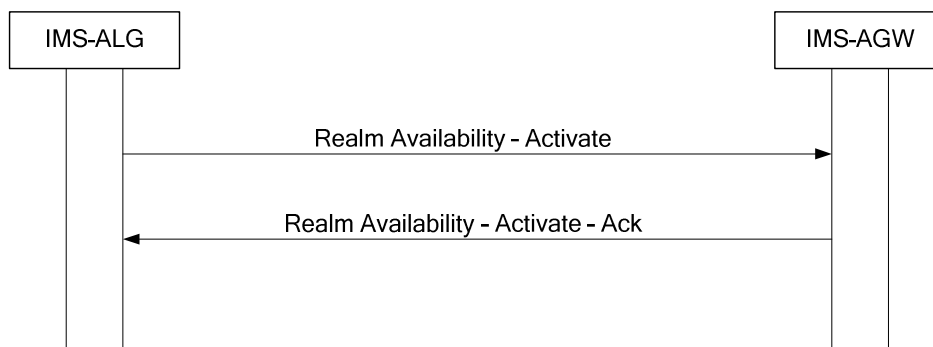 IMS-ALG
IMS-AGW
Realm Availability - Activate
Realm Availability - Activate - Ack